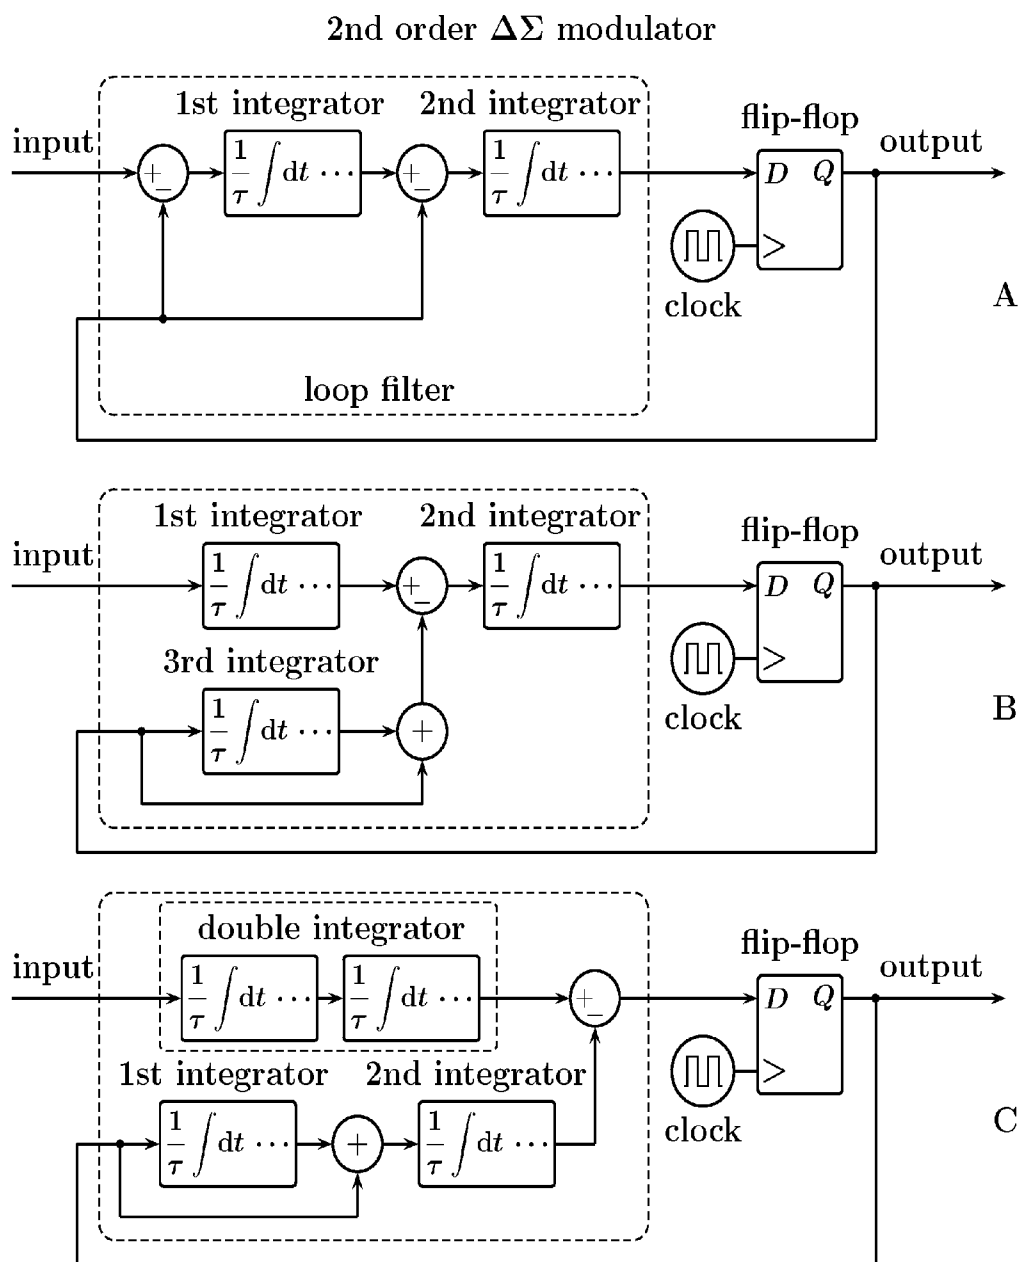 2nd order ΔΣ modulator
1st integrator 2nd integrator flip-flop
input + − 1/τ ∫dt ⋯ + − 1/τ ∫dt ⋯ D Q output
>
clock
A
loop filter
1st integrator 2nd integrator flip-flop
input 1/τ ∫dt ⋯ + − 1/τ ∫dt ⋯ D Q output
3rd integrator
>
clock
B
1/τ ∫dt ⋯ +
double integrator flip-flop
input 1/τ ∫dt ⋯ 1/τ ∫dt ⋯ + − D Q output
>
1st integrator 2nd integrator
clock
C
1/τ ∫dt ⋯ + 1/τ ∫dt ⋯